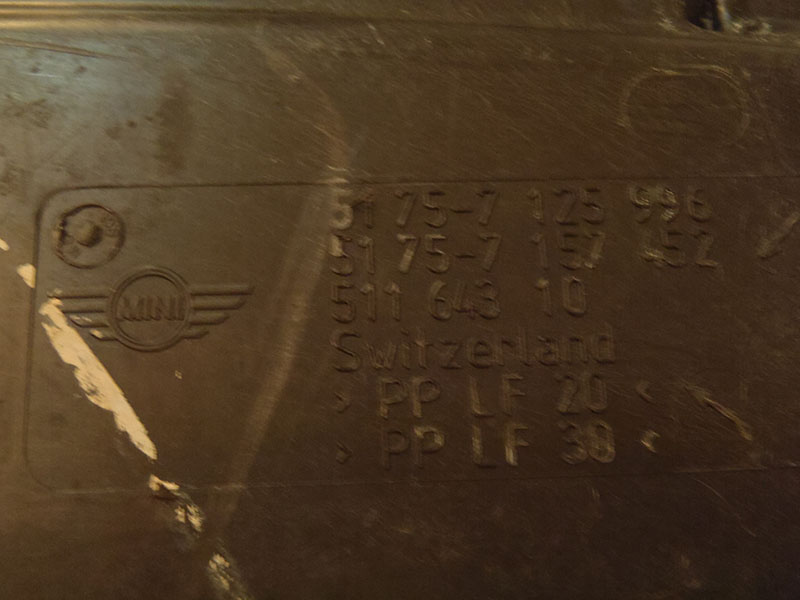 MINI
51 75-7 125 996
51 75-7 157 452
511 643 10
Switzerland
> PP LF 20 <
> PP LF 30 <